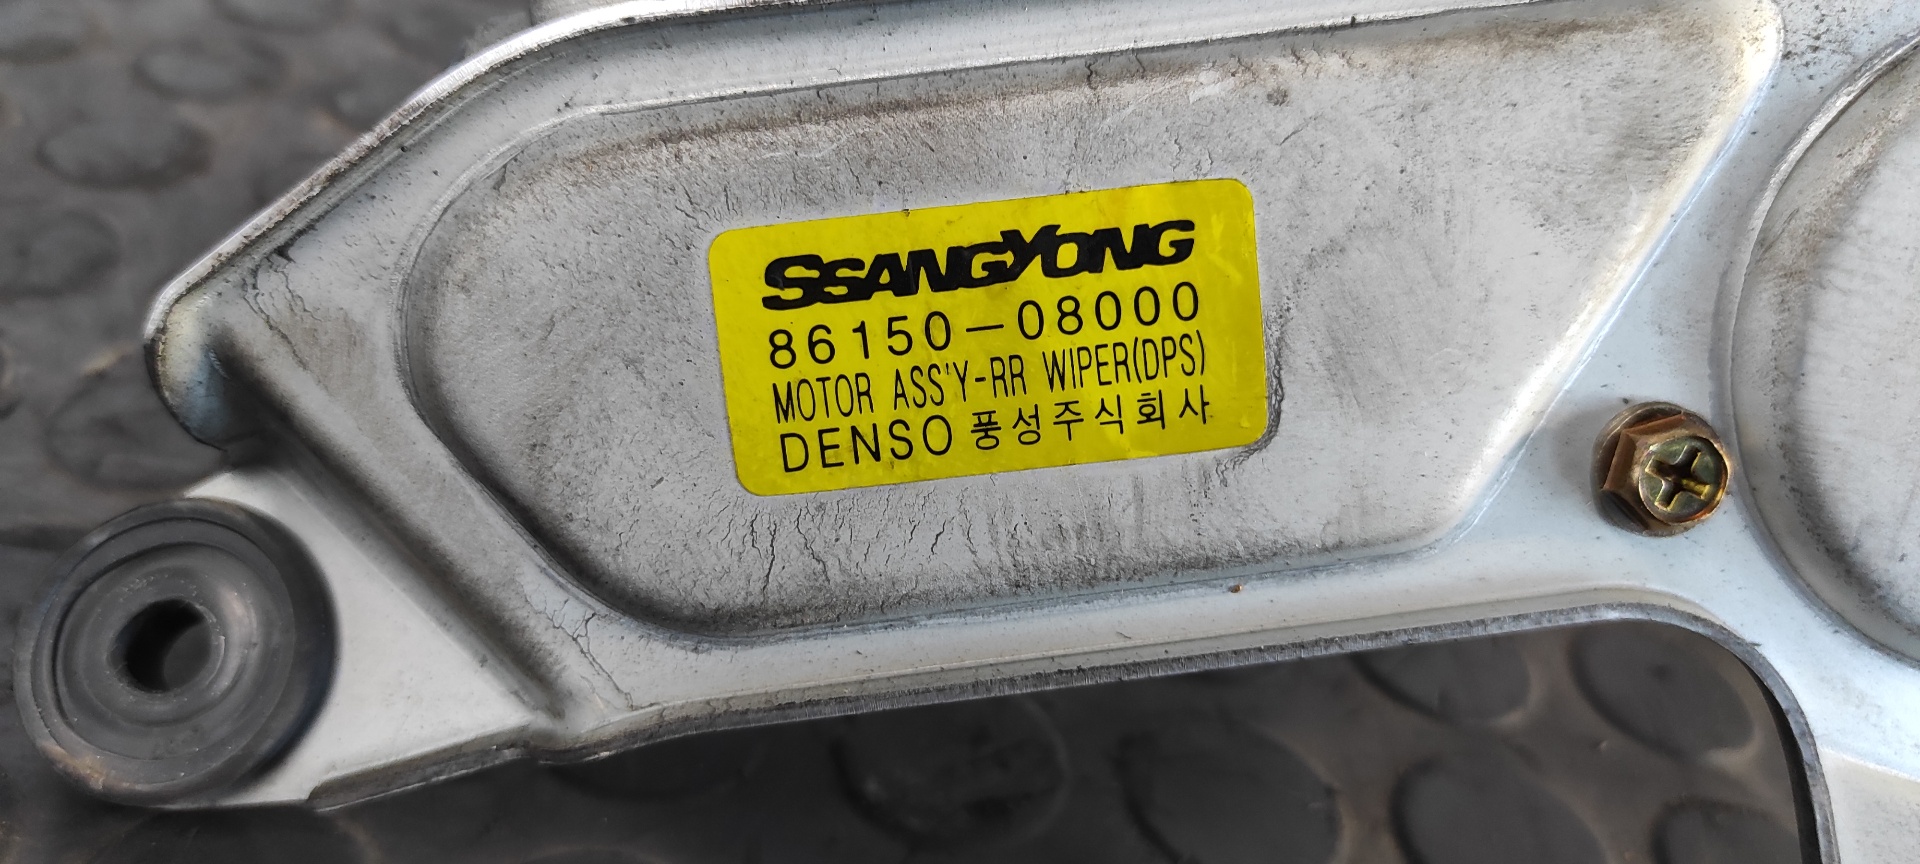 SSANGYONG
86150-08000
MOTOR ASS'Y-RR WIPER(DPS)
DENSO 풍성주식회사